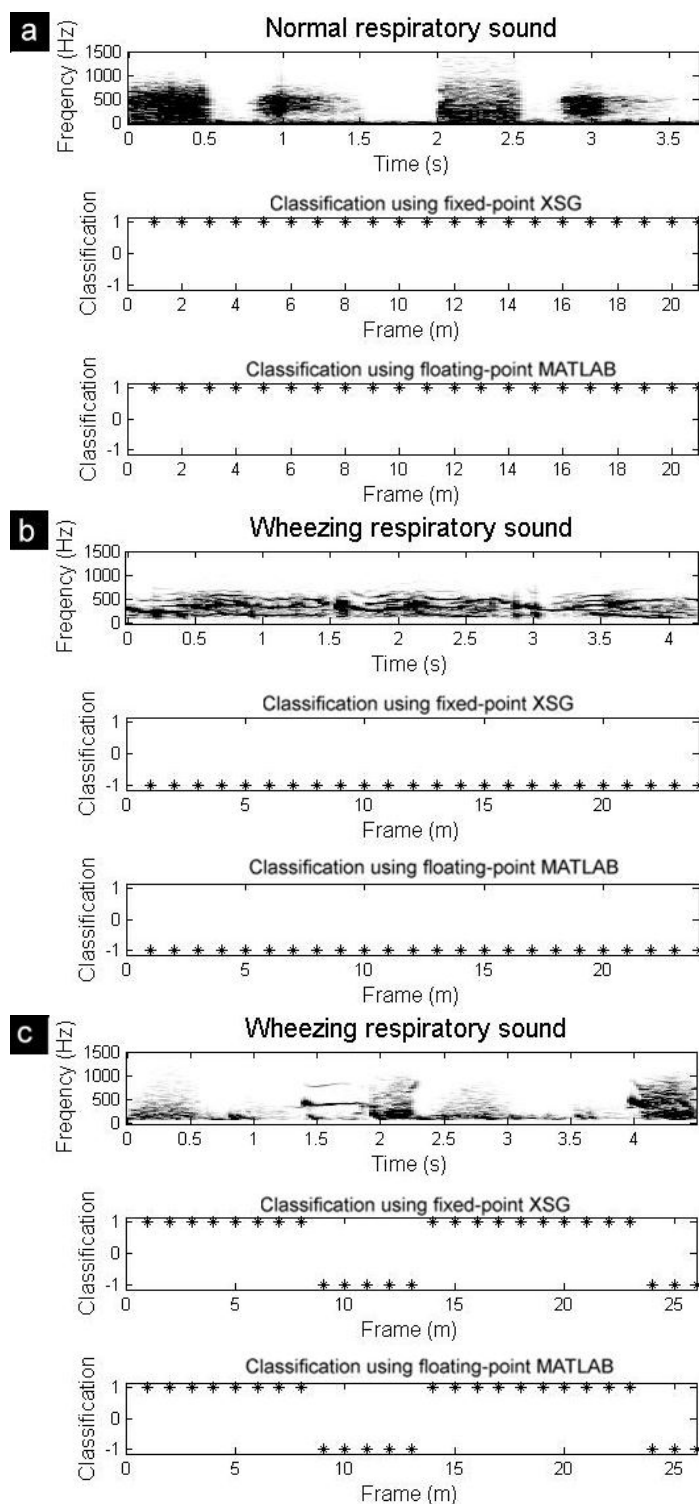 a
Normal respiratory sound
Freqency (Hz)
1500
1000
500
0
0 0.5 1 1.5 2 2.5 3 3.5
Time (s)
Classification using fixed-point XSG
Classification
1
0
-1
0 2 4 6 8 10 12 14 16 18 20
Frame (m)
Classification using floating-point MATLAB
Classification
1
0
-1
0 2 4 6 8 10 12 14 16 18 20
Frame (m)
b
Wheezing respiratory sound
Freqency (Hz)
1500
1000
500
0
0 0.5 1 1.5 2 2.5 3 3.5 4
Time (s)
Classification using fixed-point XSG
Classification
1
0
-1
0 5 10 15 20
Frame (m)
Classification using floating-point MATLAB
Classification
1
0
-1
0 5 10 15 20
Frame (m)
c
Wheezing respiratory sound
Freqency (Hz)
1500
1000
500
0
0 0.5 1 1.5 2 2.5 3 3.5 4
Time (s)
Classification using fixed-point XSG
Classification
1
0
-1
0 5 10 15 20 25
Frame (m)
Classification using floating-point MATLAB
Classification
1
0
-1
0 5 10 15 20 25
Frame (m)